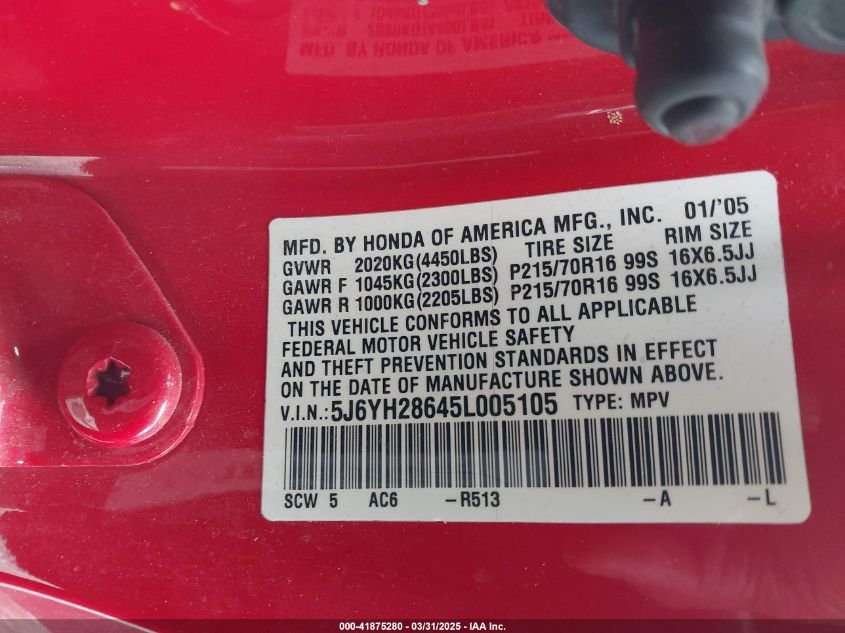 MFD. BY HONDA OF AMERICA MFG., INC. 01/'05
GVWR 2020KG(4450LBS) TIRE SIZE RIM SIZE
GAWR F 1045KG(2300LBS) P215/70R16 99S 16X6.5JJ
GAWR R 1000KG(2205LBS) P215/70R16 99S 16X6.5JJ
THIS VEHICLE CONFORMS TO ALL APPLICABLE
FEDERAL MOTOR VEHICLE SAFETY
AND THEFT PREVENTION STANDARDS IN EFFECT
ON THE DATE OF MANUFACTURE SHOWN ABOVE.
V.I.N.: 5J6YH28645L005105 TYPE: MPV
SCW 5 AC6 -R513 -A -L
000-41875280 - 03/31/2025 - IAA Inc.